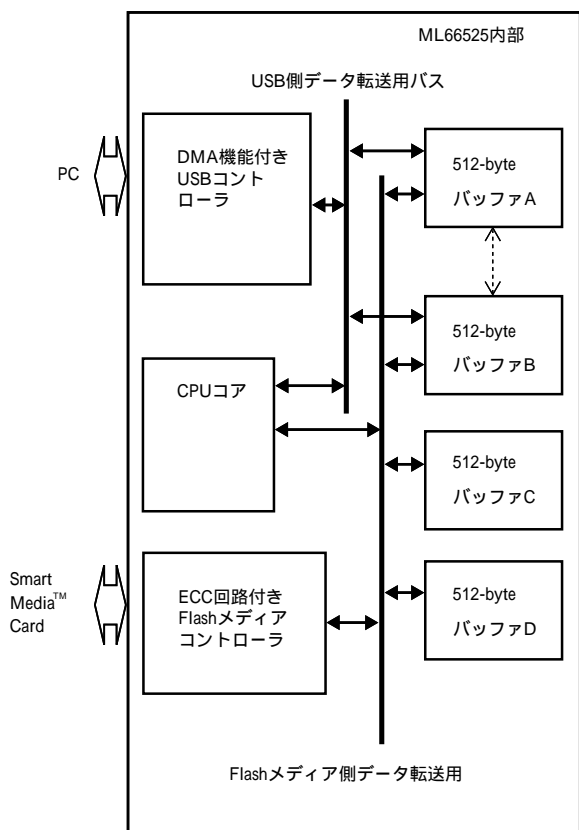 ML66525内部
USB側データ転送用バス
DMA機能付き
USBコント
ローラ
PC
512-byte
バッファA
512-byte
バッファB
CPUコア
512-byte
バッファC
Smart
Media™
Card
ECC回路付き
Flashメディア
コントローラ
512-byte
バッファD
Flashメディア側データ転送用